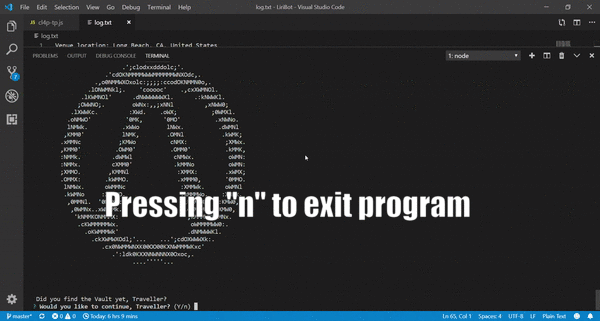 File Edit Selection View Go Debug Terminal Help
log.txt - LiriBot - Visual Studio Code
cl4p-tp.js
log.txt
log.txt
1 Venue location: Long Beach, CA, United States
PROBLEMS OUTPUT DEBUG CONSOLE TERMINAL
1: node
Pressing "n" to exit program
Did you find the Vault yet, Traveller?
? Would you like to continue, Traveller? (Y/n)
master* 0 0 Today: 6 hrs 9 mins
Ln 65, Col 1 Spaces: 4 UTF-8 LF Plain Text